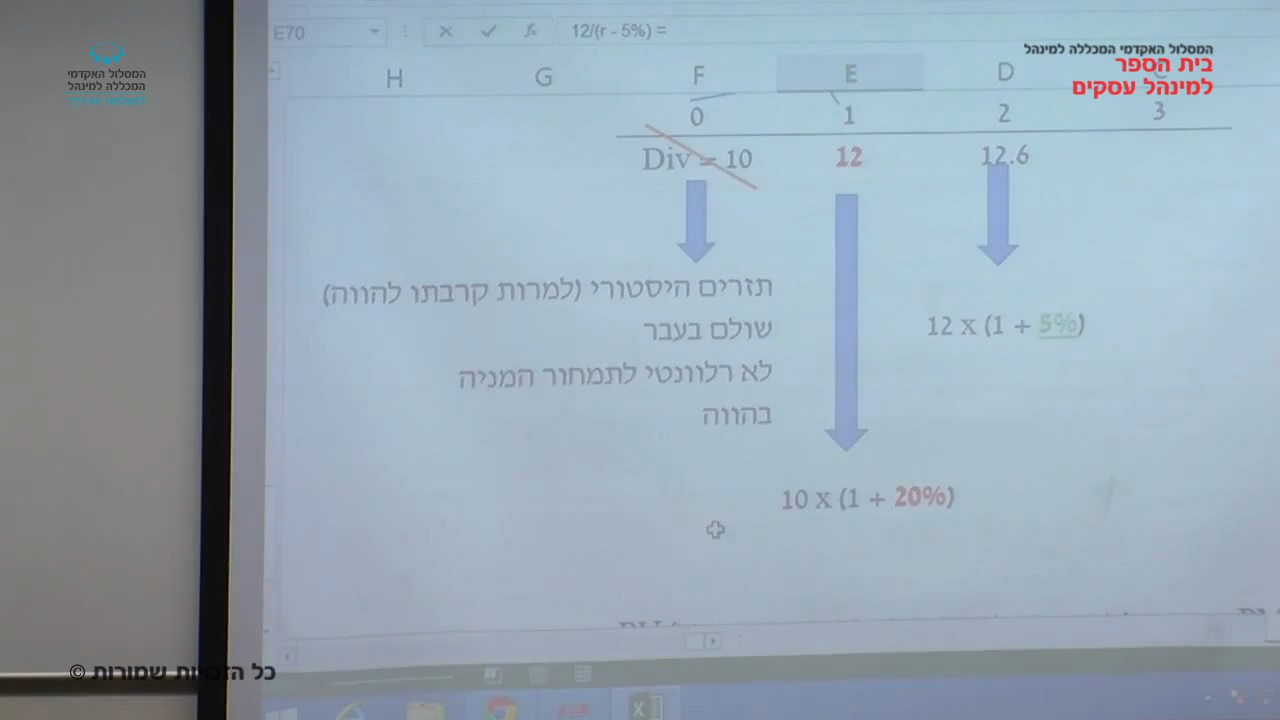 E70
12/(r - 5%) =
המסלול האקדמי המכללה למינהל
בית הספר
למינהל עסקים
המסלול האקדמי
המכללה למינהל
H G F E D
0 1 2 3
Div = 10 12 12.6
תזרים היסטורי (למרות קרבתו להווה)
שולם בעבר
לא רלוונטי לתמחור המניה
בהווה
12 x (1 + 5%)
10 x (1 + 20%)
כל הזכויות שמורות ©